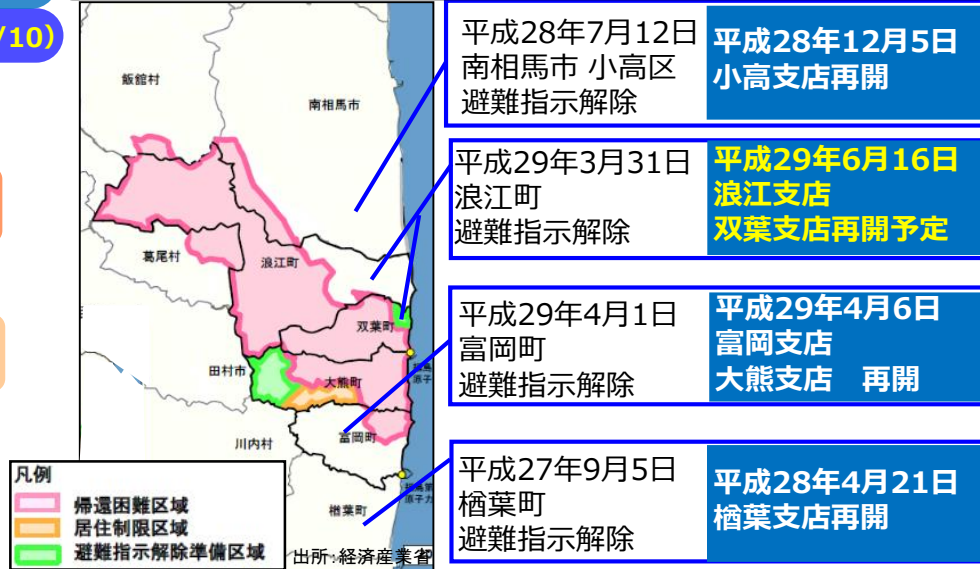 /10)
平成28年7月12日
南相馬市 小高区
避難指示解除
平成28年12月5日
小高支店再開
平成29年3月31日
浪江町
避難指示解除
平成29年6月16日
浪江支店
双葉支店再開予定
平成29年4月1日
富岡町
避難指示解除
平成29年4月6日
富岡支店
大熊支店 再開
平成27年9月5日
楢葉町
避難指示解除
平成28年4月21日
楢葉支店再開
飯館村
南相馬市
葛尾村
浪江町
双葉町
田村市
大熊町
川内村
富岡町
楢葉町
凡例
帰還困難区域
居住制限区域
避難指示解除準備区域
出所:経済産業省